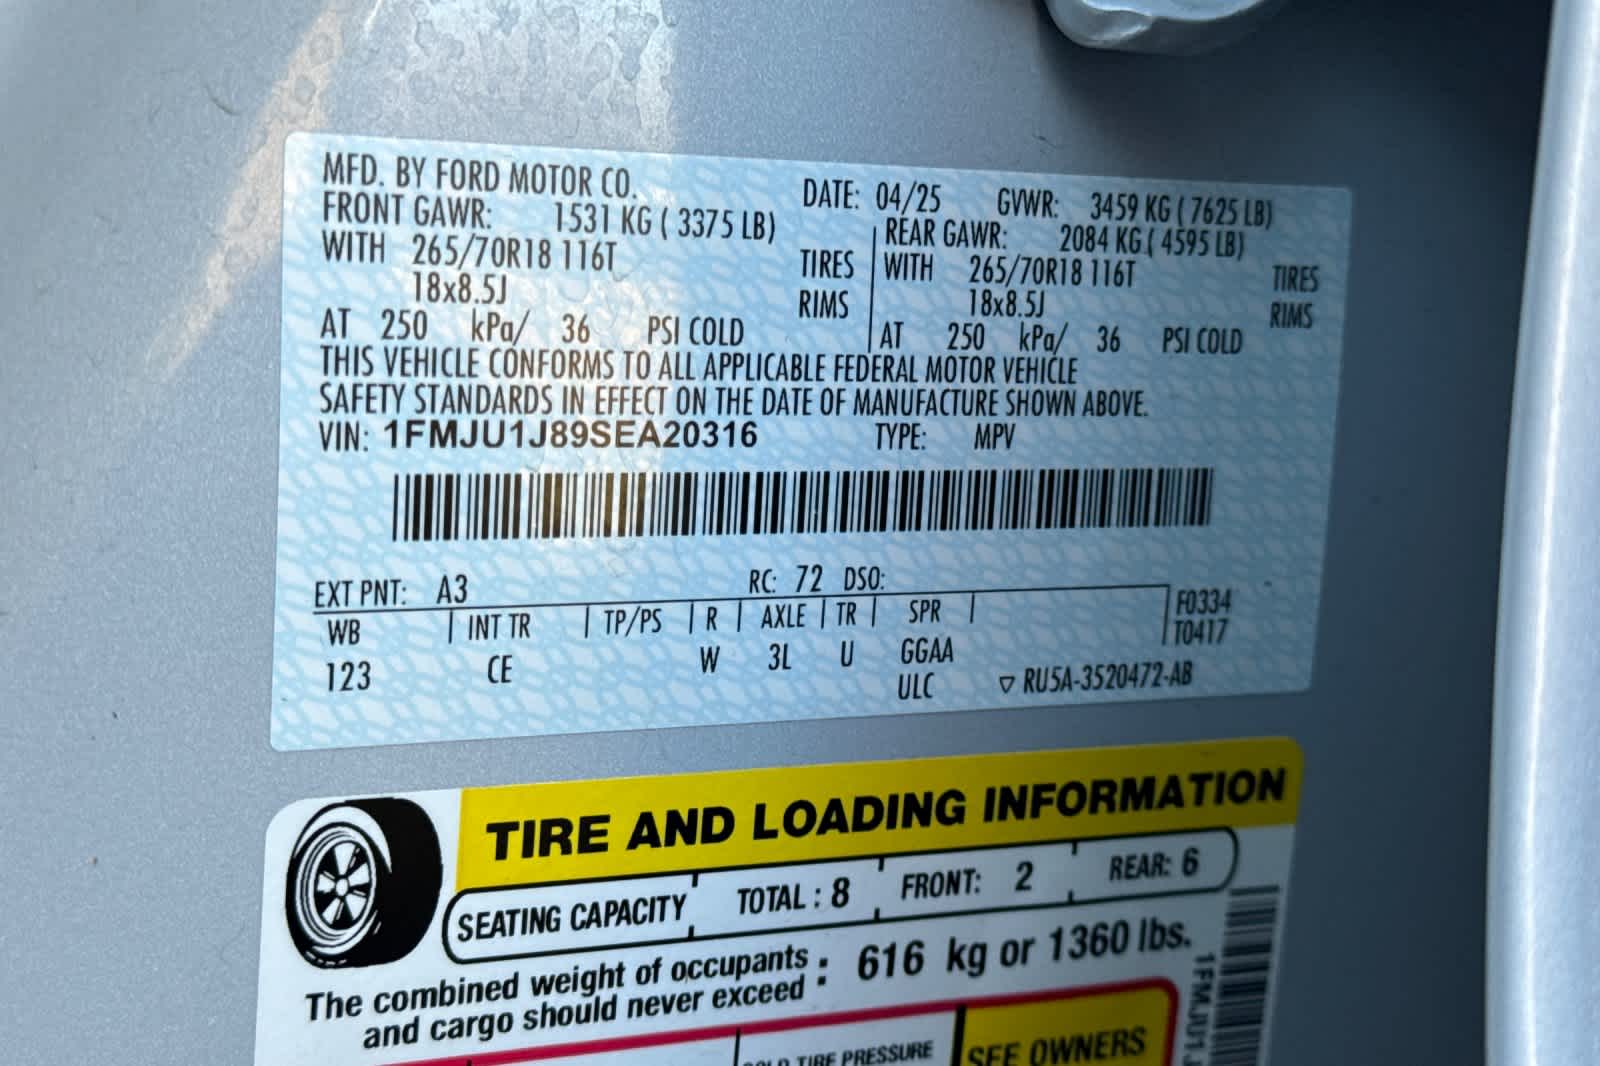 MFD. BY FORD MOTOR CO. DATE: 04/25 GVWR: 3459 KG ( 7625 LB)
FRONT GAWR: 1531 KG ( 3375 LB) REAR GAWR: 2084 KG ( 4595 LB)
WITH 265/70R18 116T TIRES WITH 265/70R18 116T TIRES
18x8.5J RIMS 18x8.5J RIMS
AT 250 kPa/ 36 PSI COLD AT 250 kPa/ 36 PSI COLD
THIS VEHICLE CONFORMS TO ALL APPLICABLE FEDERAL MOTOR VEHICLE
SAFETY STANDARDS IN EFFECT ON THE DATE OF MANUFACTURE SHOWN ABOVE.
VIN: 1FMJU1J89SEA20316 TYPE: MPV
EXT PNT: A3 RC: 72 DSO:
WB INT TR TP/PS R AXLE TR SPR F0334
T0417
123 CE W 3L U GGAA
ULC ▽ RU5A-3520472-AB
TIRE AND LOADING INFORMATION
SEATING CAPACITY TOTAL : 8 FRONT: 2 REAR: 6
The combined weight of occupants
and cargo should never exceed : 616 kg or 1360 lbs.
TIRE PRESSURE
SEE OWNERS
1FMJU1J